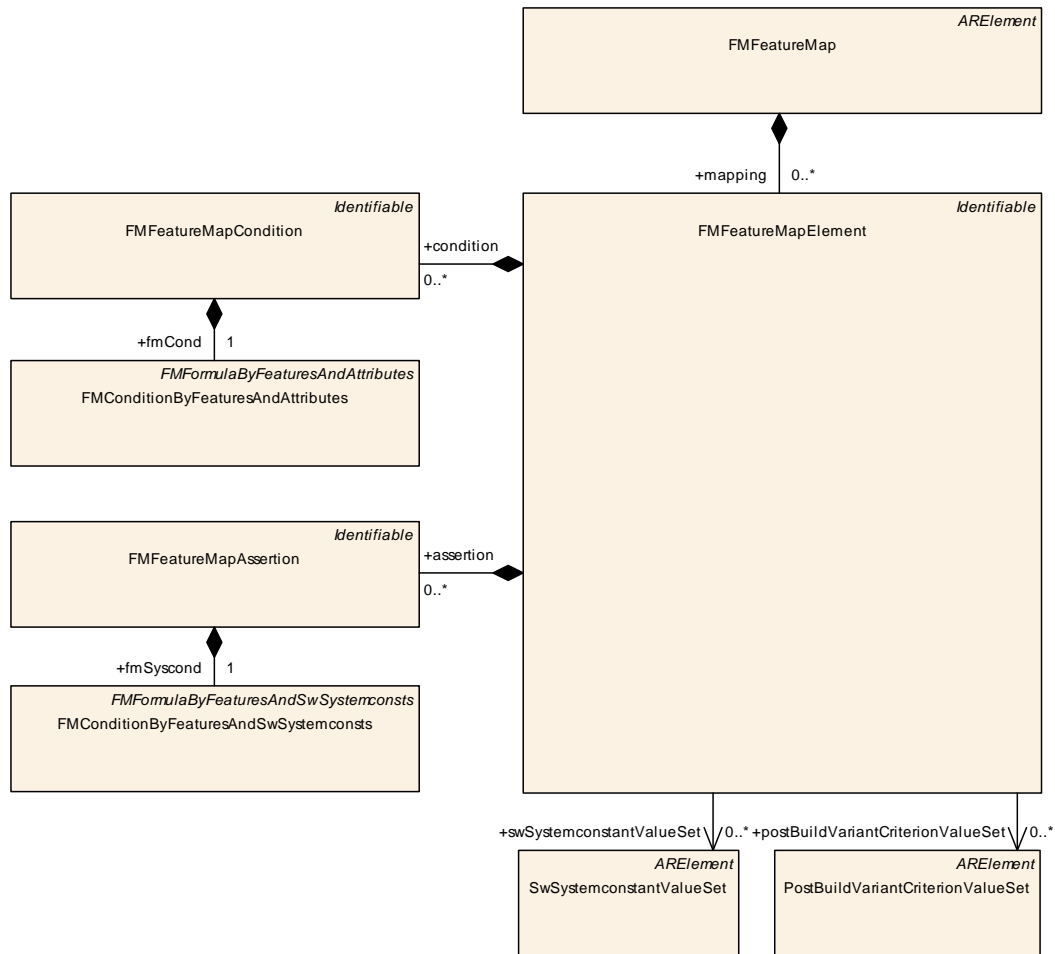 ARElement
FMFeatureMap
+mapping 0..*
Identifiable
FMFeatureMapCondition
Identifiable
FMFeatureMapElement
+condition
0..*
+fmCond 1
FMFormulaByFeaturesAndAttributes
FMConditionByFeaturesAndAttributes
Identifiable
FMFeatureMapAssertion
+assertion
0..*
+fmSyscond 1
FMFormulaByFeaturesAndSwSystemconsts
FMConditionByFeaturesAndSwSystemconsts
+swSystemconstantValueSet 0..* +postBuildVariantCriterionValueSet 0..*
ARElement
SwSystemconstantValueSet
ARElement
PostBuildVariantCriterionValueSet